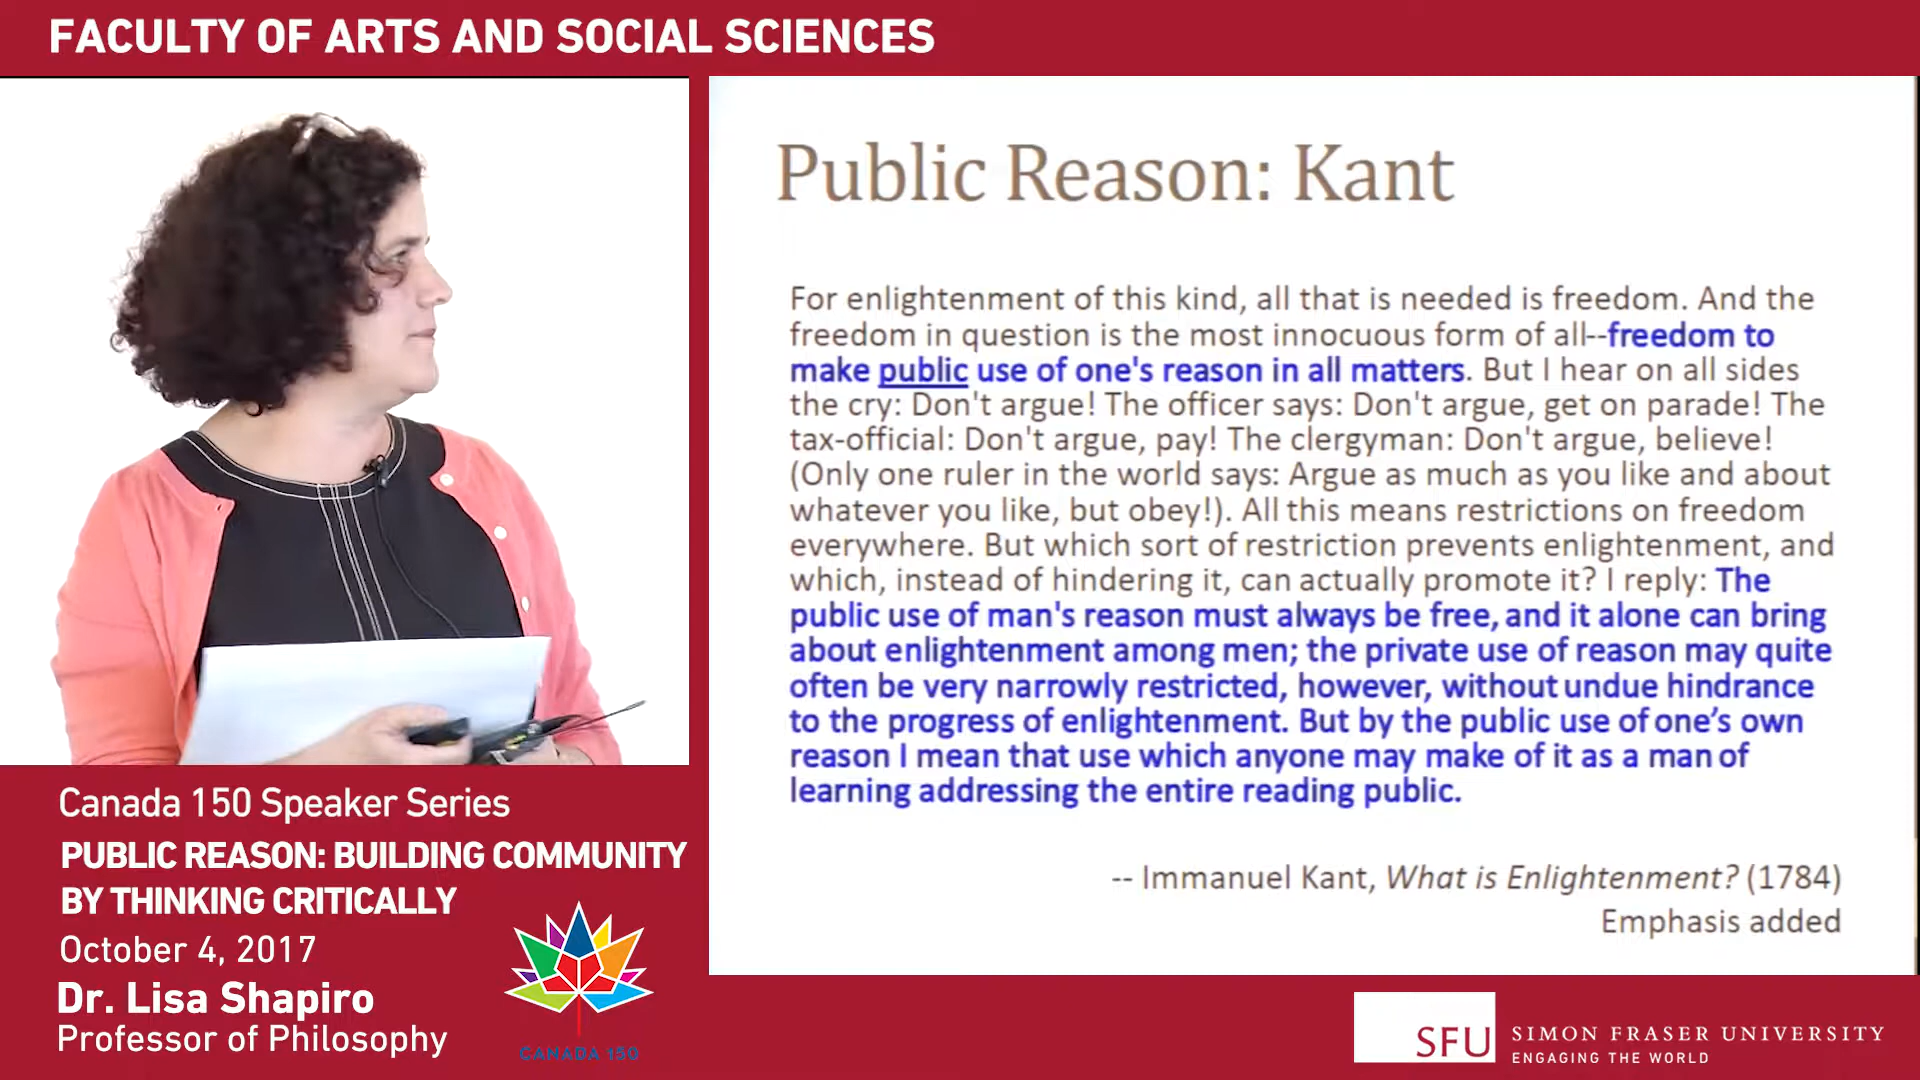 FACULTY OF ARTS AND SOCIAL SCIENCES
Public Reason: Kant
For enlightenment of this kind, all that is needed is freedom. And the
freedom in question is the most innocuous form of all--freedom to
make public use of one's reason in all matters. But I hear on all sides
the cry: Don't argue! The officer says: Don't argue, get on parade! The
tax-official: Don't argue, pay! The clergyman: Don't argue, believe!
(Only one ruler in the world says: Argue as much as you like and about
whatever you like, but obey!). All this means restrictions on freedom
everywhere. But which sort of restriction prevents enlightenment, and
which, instead of hindering it, can actually promote it? I reply: The
public use of man's reason must always be free, and it alone can bring
about enlightenment among men; the private use of reason may quite
often be very narrowly restricted, however, without undue hindrance
to the progress of enlightenment. But by the public use of one’s own
reason I mean that use which anyone may make of it as a man of
learning addressing the entire reading public.
-- Immanuel Kant, What is Enlightenment? (1784)
Emphasis added
Canada 150 Speaker Series
PUBLIC REASON: BUILDING COMMUNITY
BY THINKING CRITICALLY
October 4, 2017
Dr. Lisa Shapiro
Professor of Philosophy
CANADA 150
SFU
SIMON FRASER UNIVERSITY
ENGAGING THE WORLD